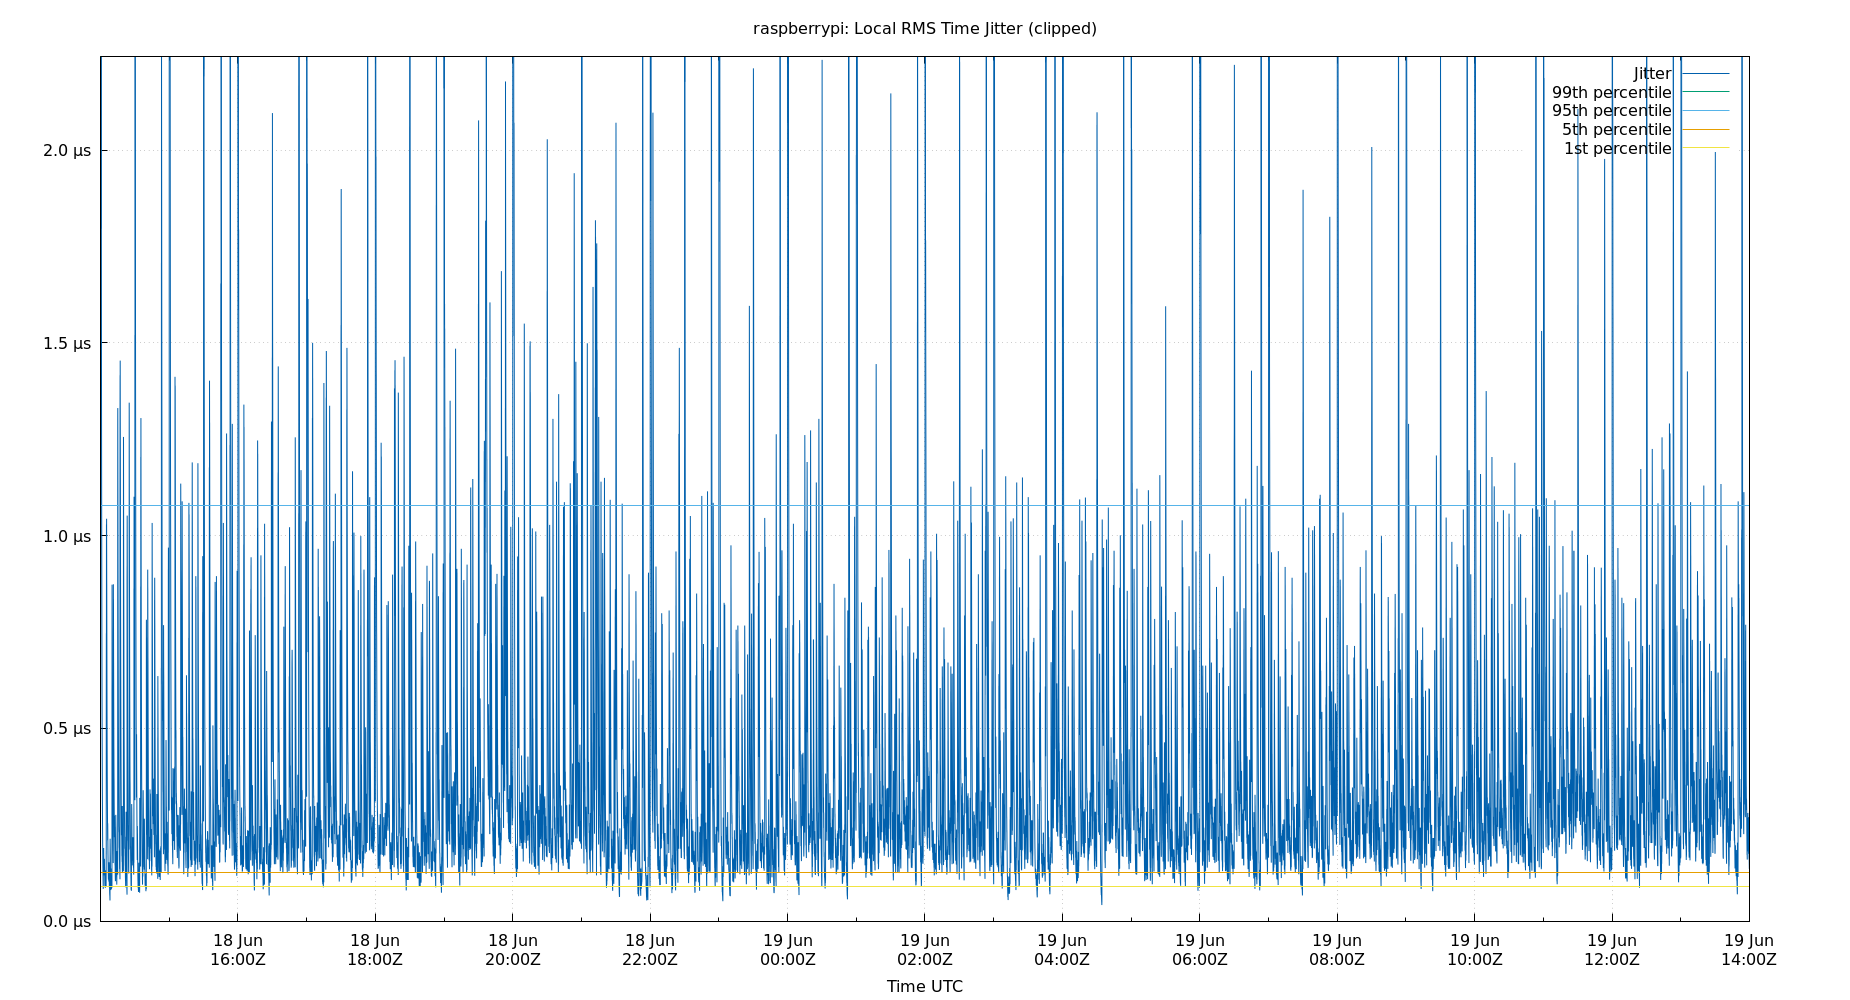 raspberrypi: Local RMS Time Jitter (clipped)
Jitter
99th percentile
95th percentile
5th percentile
1st percentile
2.0 µs
1.5 µs
1.0 µs
0.5 µs
0.0 µs
18 Jun 18 Jun 18 Jun 18 Jun 19 Jun 19 Jun 19 Jun 19 Jun 19 Jun 19 Jun 19 Jun 19 Jun
16:00Z 18:00Z 20:00Z 22:00Z 00:00Z 02:00Z 04:00Z 06:00Z 08:00Z 10:00Z 12:00Z 14:00Z
Time UTC